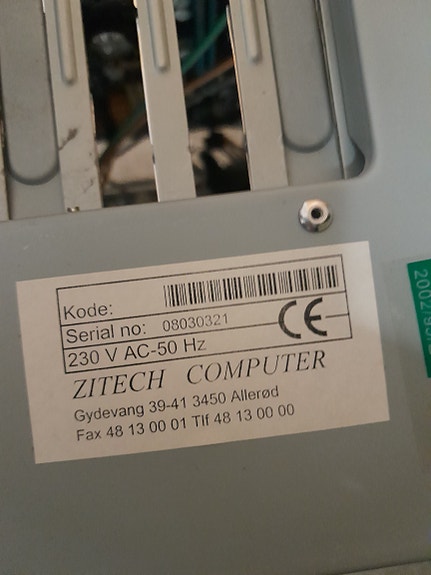 Kode:
Serial no: 08030321
230 V AC-50 Hz
CE
ZITECH COMPUTER
Gydevang 39-41 3450 Allerød
Fax 48 13 00 01 Tlf 48 13 00 00